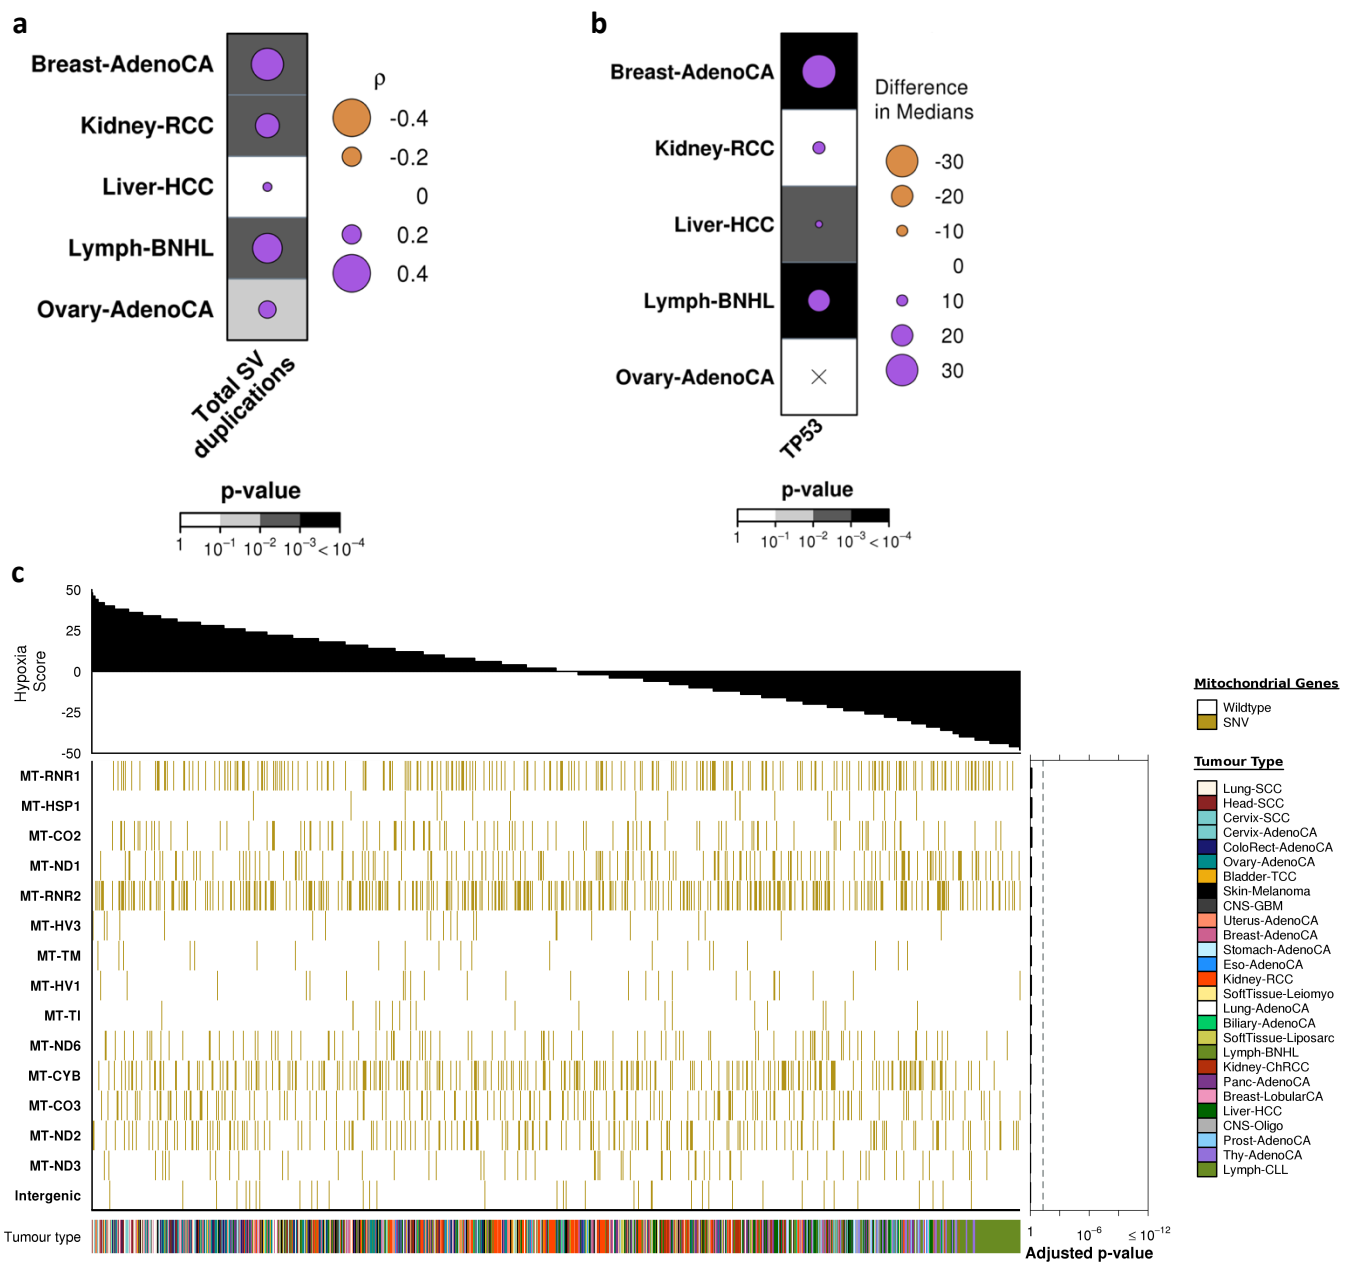 a
Breast-AdenoCA
Kidney-RCC
Liver-HCC
Lymph-BNHL
Ovary-AdenoCA
Total SV
duplications
ρ
-0.4
-0.2
0
0.2
0.4
p-value
1
10⁻¹
10⁻²
10⁻³
<10⁻⁴
b
Breast-AdenoCA
Kidney-RCC
Liver-HCC
Lymph-BNHL
Ovary-AdenoCA
TP53
Difference
in Medians
-30
-20
-10
0
10
20
30
p-value
1
10⁻¹
10⁻²
10⁻³
<10⁻⁴
c
Hypoxia
Score
50
25
0
-25
-50
MT-RNR1
MT-HSP1
MT-CO2
MT-ND1
MT-RNR2
MT-HV3
MT-TM
MT-HV1
MT-TI
MT-ND6
MT-CYB
MT-CO3
MT-ND2
MT-ND3
Intergenic
Tumour type
1
10⁻⁶
≤10⁻¹²
Adjusted p-value
Mitochondrial Genes
Wildtype
SNV
Tumour Type
Lung-SCC
Head-SCC
Cervix-SCC
Cervix-AdenoCA
ColoRect-AdenoCA
Ovary-AdenoCA
Bladder-TCC
Skin-Melanoma
CNS-GBM
Uterus-AdenoCA
Breast-AdenoCA
Stomach-AdenoCA
Eso-AdenoCA
Kidney-RCC
SoftTissue-Leiomyo
Lung-AdenoCA
Biliary-AdenoCA
SoftTissue-Liposarc
Lymph-BNHL
Kidney-ChRCC
Panc-AdenoCA
Breast-LobularCA
Liver-HCC
CNS-Oligo
Prost-AdenoCA
Thy-AdenoCA
Lymph-CLL